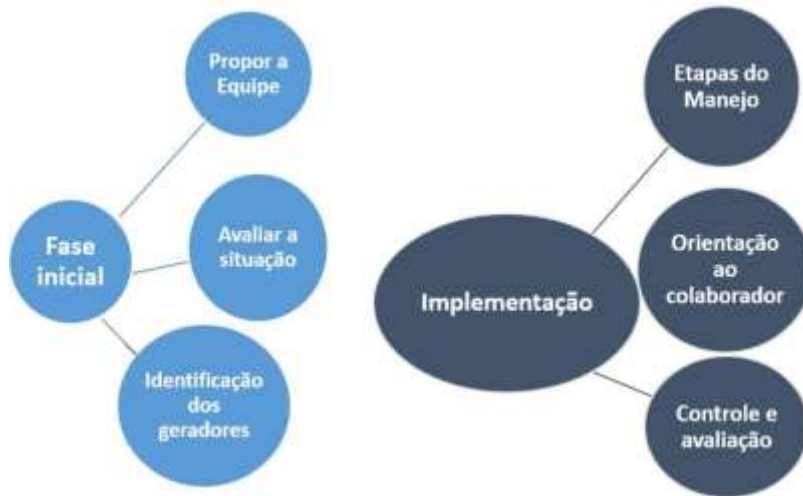 Propor a
Equipe
Fase
inicial
Avaliar a
situação
Identificação
dos
geradores
Etapas do
Manejo
Implementação
Orientação
ao
colaborador
Controle e
avaliação